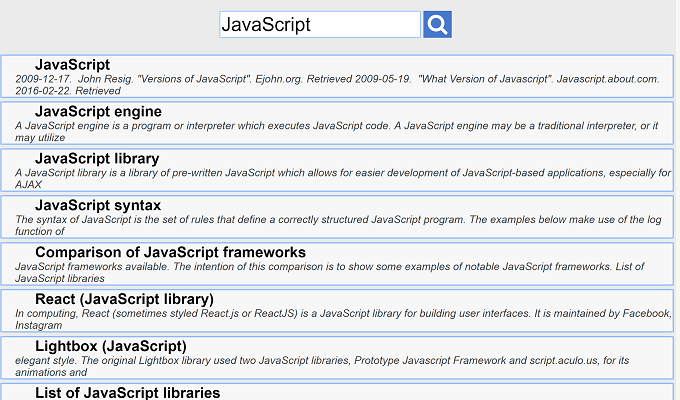 JavaScript
JavaScript
2009-12-17.  John Resig. "Versions of JavaScript". Ejohn.org. Retrieved 2009-05-19.  "What Version of Javascript". Javascript.about.com.
2016-02-22. Retrieved
JavaScript engine
A JavaScript engine is a program or interpreter which executes JavaScript code. A JavaScript engine may be a traditional interpreter, or it
may utilize
JavaScript library
A JavaScript library is a library of pre-written JavaScript which allows for easier development of JavaScript-based applications, especially for
AJAX
JavaScript syntax
The syntax of JavaScript is the set of rules that define a correctly structured JavaScript program. The examples below make use of the log
function of
Comparison of JavaScript frameworks
JavaScript frameworks available. The intention of this comparison is to show some examples of notable JavaScript frameworks. List of
JavaScript libraries
React (JavaScript library)
In computing, React (sometimes styled React.js or ReactJS) is a JavaScript library for building user interfaces. It is maintained by Facebook,
Instagram
Lightbox (JavaScript)
elegant style. The original Lightbox library used two JavaScript libraries, Prototype Javascript Framework and script.aculo.us, for its
animations and
List of JavaScript libraries